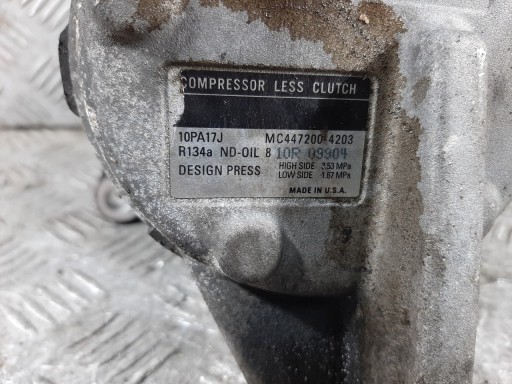 COMPRESSOR LESS CLUTCH
10PA17J MC447200-4203
R134a ND-OIL 8 10R 09904
DESIGN PRESS HIGH SIDE 3.53 MPa
LOW SIDE 1.67 MPa
MADE IN U.S.A.